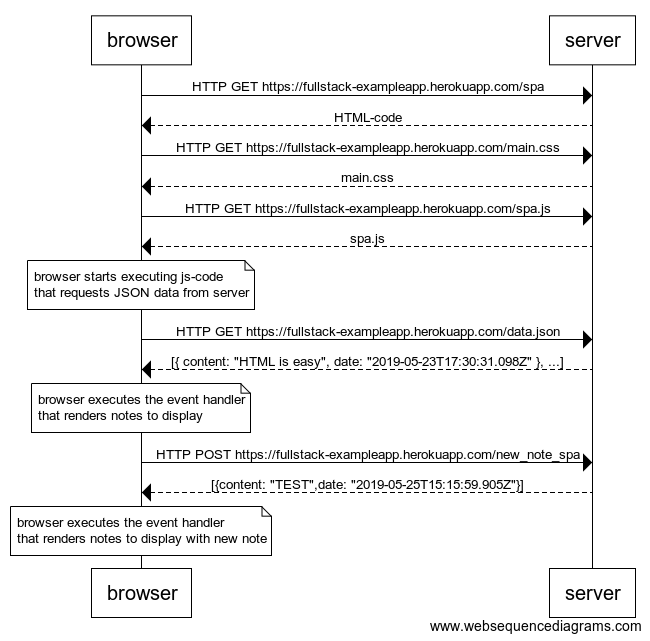 browser
server
HTTP GET https://fullstack-exampleapp.herokuapp.com/spa
HTML-code
HTTP GET https://fullstack-exampleapp.herokuapp.com/main.css
main.css
HTTP GET https://fullstack-exampleapp.herokuapp.com/spa.js
spa.js
browser starts executing js-code
that requests JSON data from server
HTTP GET https://fullstack-exampleapp.herokuapp.com/data.json
[{ content: "HTML is easy", date: "2019-05-23T17:30:31.098Z" }, ...]
browser executes the event handler
that renders notes to display
HTTP POST https://fullstack-exampleapp.herokuapp.com/new_note_spa
[{content: "TEST",date: "2019-05-25T15:15:59.905Z"}]
browser executes the event handler
that renders notes to display with new note
browser
server
www.websequencediagrams.com